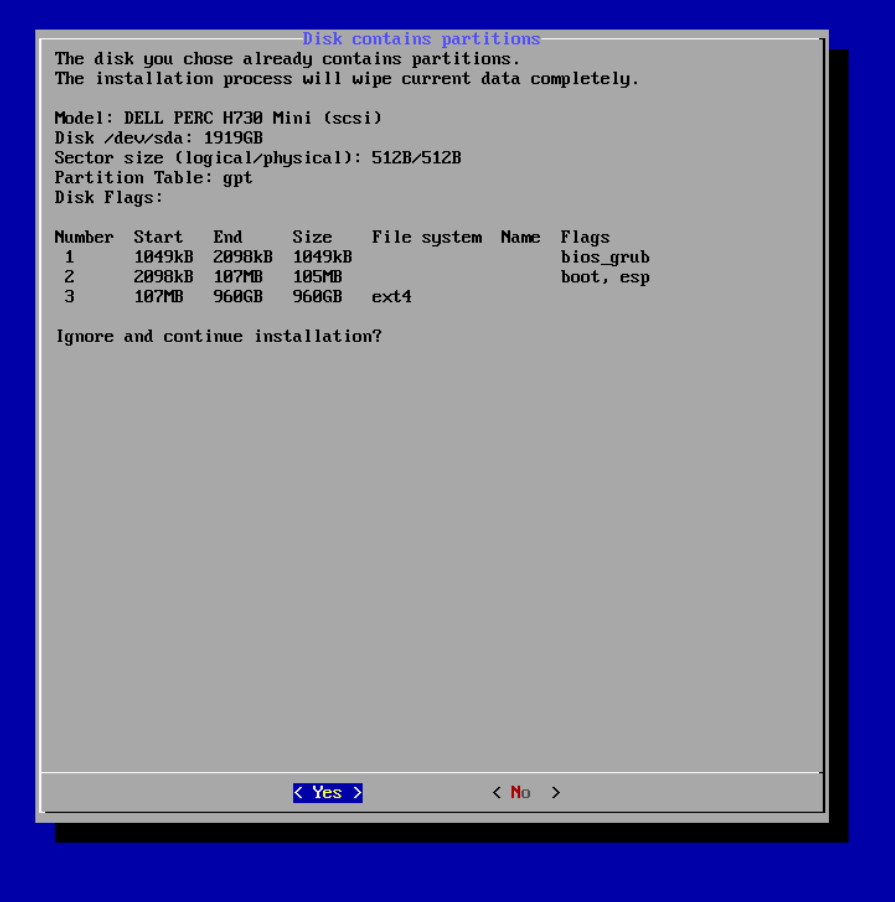 Disk contains partitions
The disk you chose already contains partitions.
The installation process will wipe current data completely.
Model: DELL PERC H730 Mini (scsi)
Disk /dev/sda: 1919GB
Sector size (logical/physical): 512B/512B
Partition Table: gpt
Disk Flags:
Number  Start   End     Size    File system  Name  Flags
1      1049kB  2098kB  1049kB                     bios_grub
2      2098kB  107MB   105MB                      boot, esp
3      107MB   960GB   960GB   ext4
Ignore and continue installation?
< Yes >             < No  >